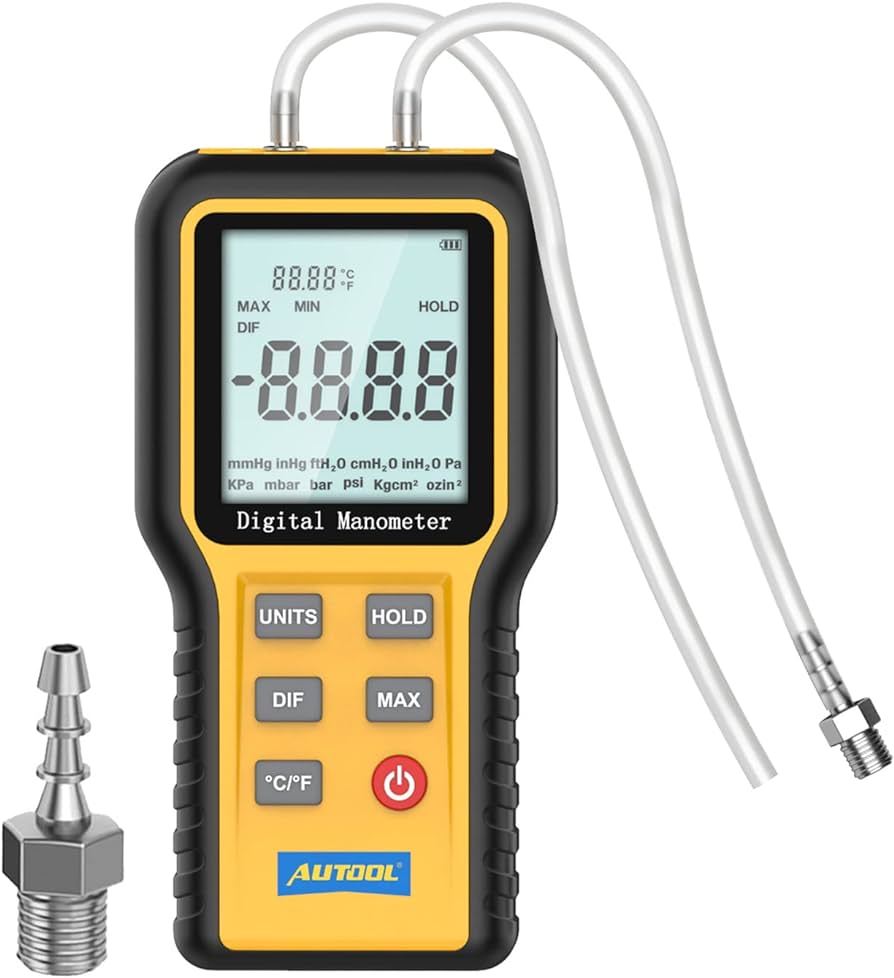 88.88 °C
°F
MAX MIN HOLD
DIF
-8.8.8.8
mmHg inHg ftH₂O cmH₂O inH₂O Pa
KPa mbar bar psi Kgcm² ozin²
Digital Manometer
UNITS HOLD
DIF MAX
°C/°F
AUTOOL®